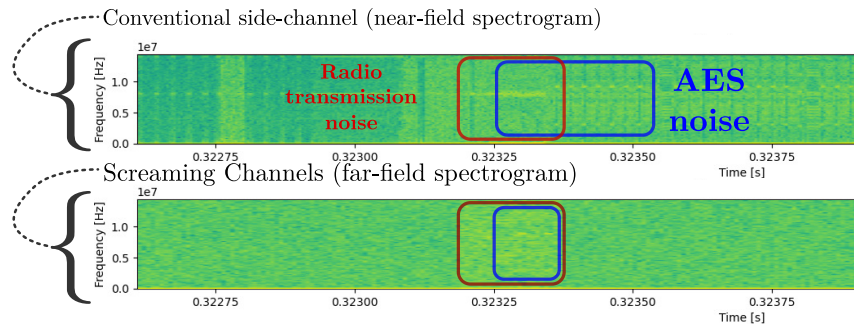 Conventional side-channel (near-field spectrogram)
1e7
Frequency [Hz]
1.0
0.5
0.0
Radio
transmission
noise
AES
noise
0.32275 0.32300 0.32325 0.32350 0.32375
Time [s]
Screaming Channels (far-field spectrogram)
1e7
Frequency [Hz]
1.0
0.5
0.0
0.32275 0.32300 0.32325 0.32350 0.32375
Time [s]